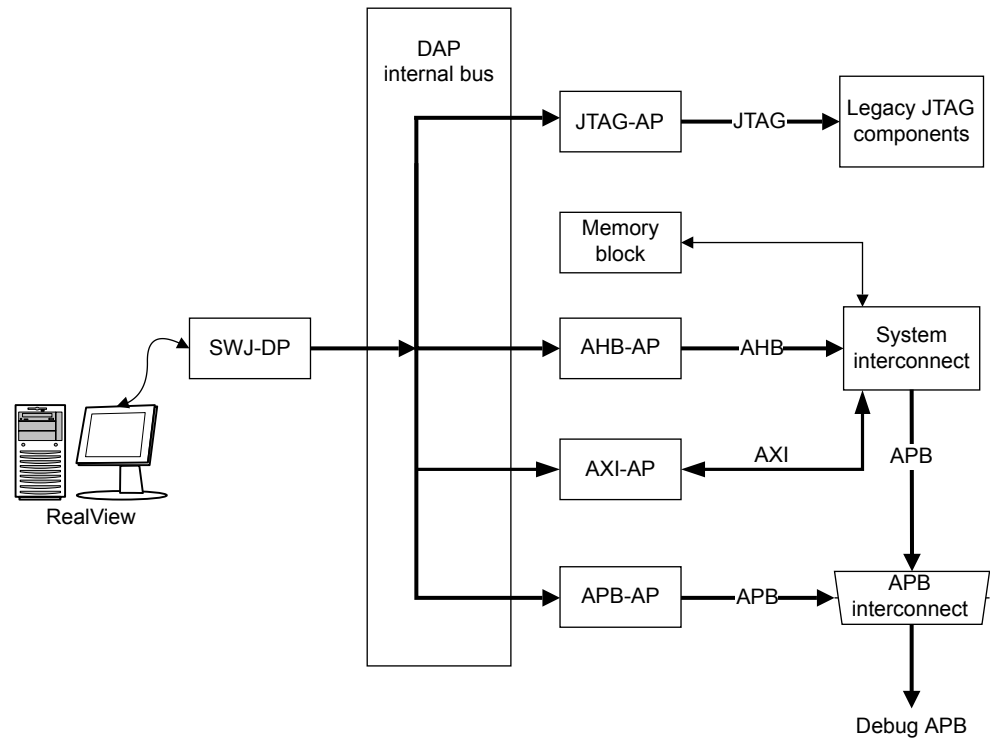 DAP
internal bus
JTAG-AP
JTAG
Legacy JTAG
components
Memory
block
SWJ-DP
AHB-AP
AHB
System
interconnect
AXI-AP
AXI
APB
RealView
APB-AP
APB
APB
interconnect
Debug APB